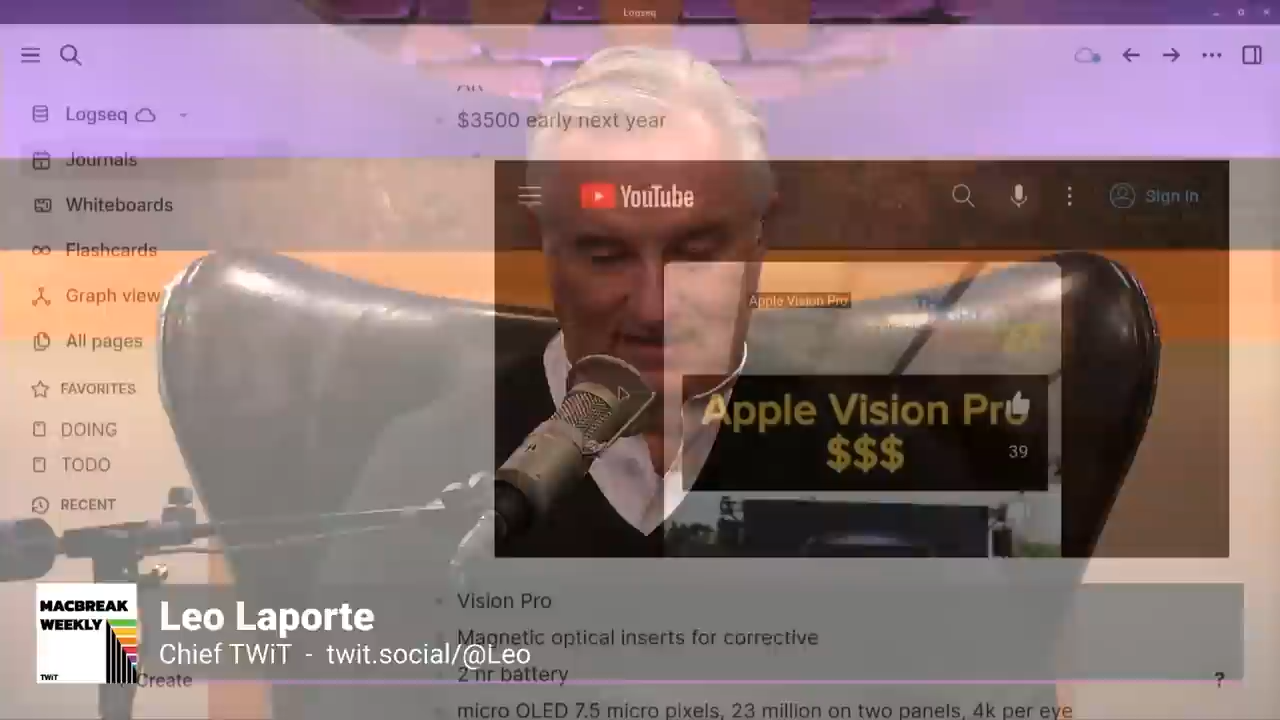 Logseq
Logseq
AR
$3500 early next year
Journals
Whiteboards
YouTube
Sign in
Flashcards
Graph view
Apple Vision Pro
All pages
FAVORITES
Apple Vision Pro
$$$
39
DOING
TODO
RECENT
MACBREAK
WEEKLY
TWiT
Leo Laporte
Chief TWiT - twit.social/@Leo
Vision Pro
Magnetic optical inserts for corrective
2 hr battery
Create
?
micro OLED 7.5 micro pixels, 23 million on two panels, 4k per eye